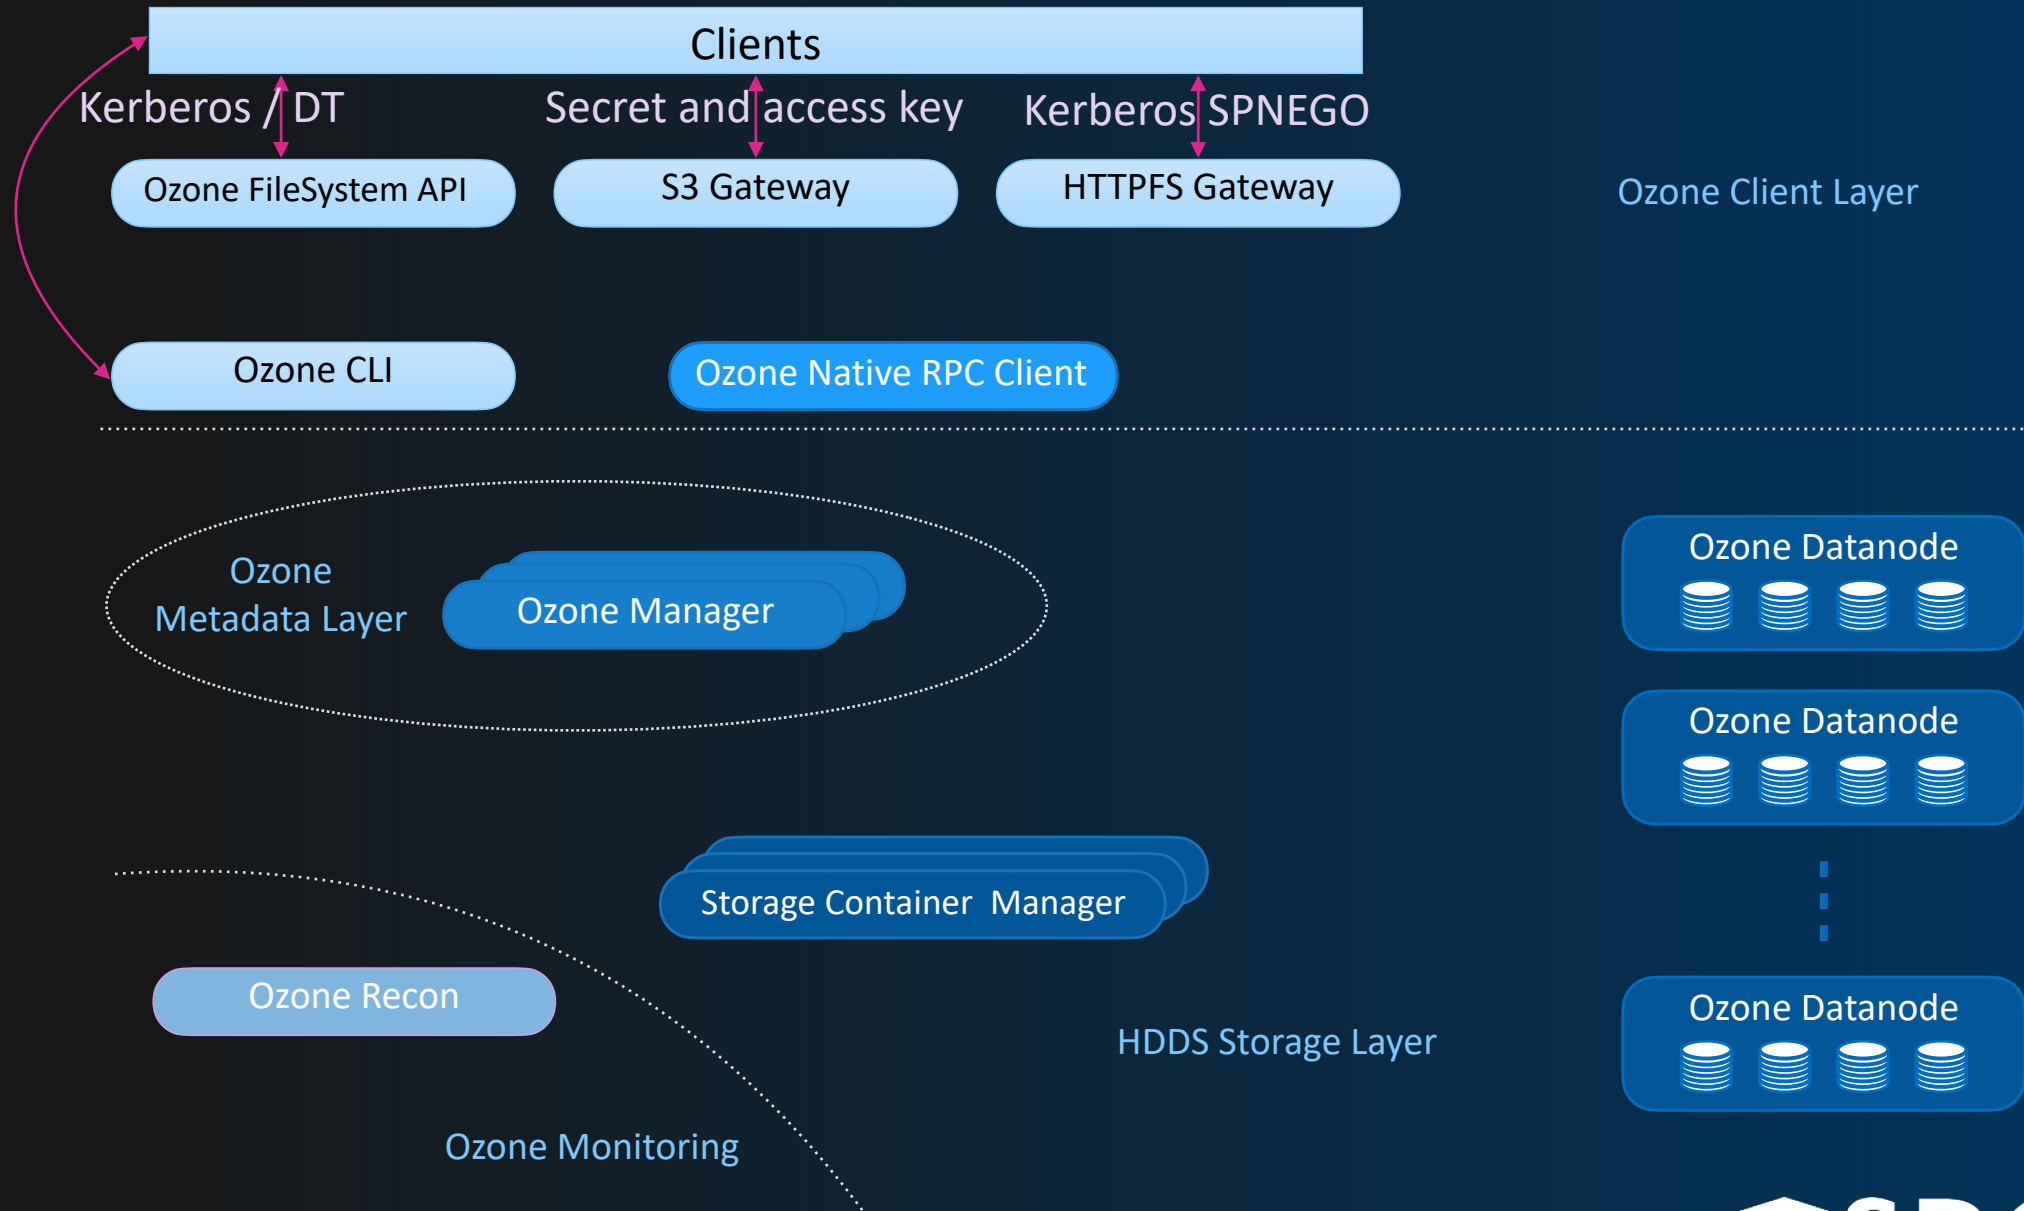 Clients
Kerberos / DT
Secret and access key
Kerberos SPNEGO
Ozone FileSystem API
S3 Gateway
HTTPFS Gateway
Ozone Client Layer
Ozone CLI
Ozone Native RPC Client
Ozone
Metadata Layer
Ozone Manager
Ozone Datanode
Ozone Datanode
Storage Container  Manager
Ozone Recon
Ozone Datanode
HDDS Storage Layer
Ozone Monitoring